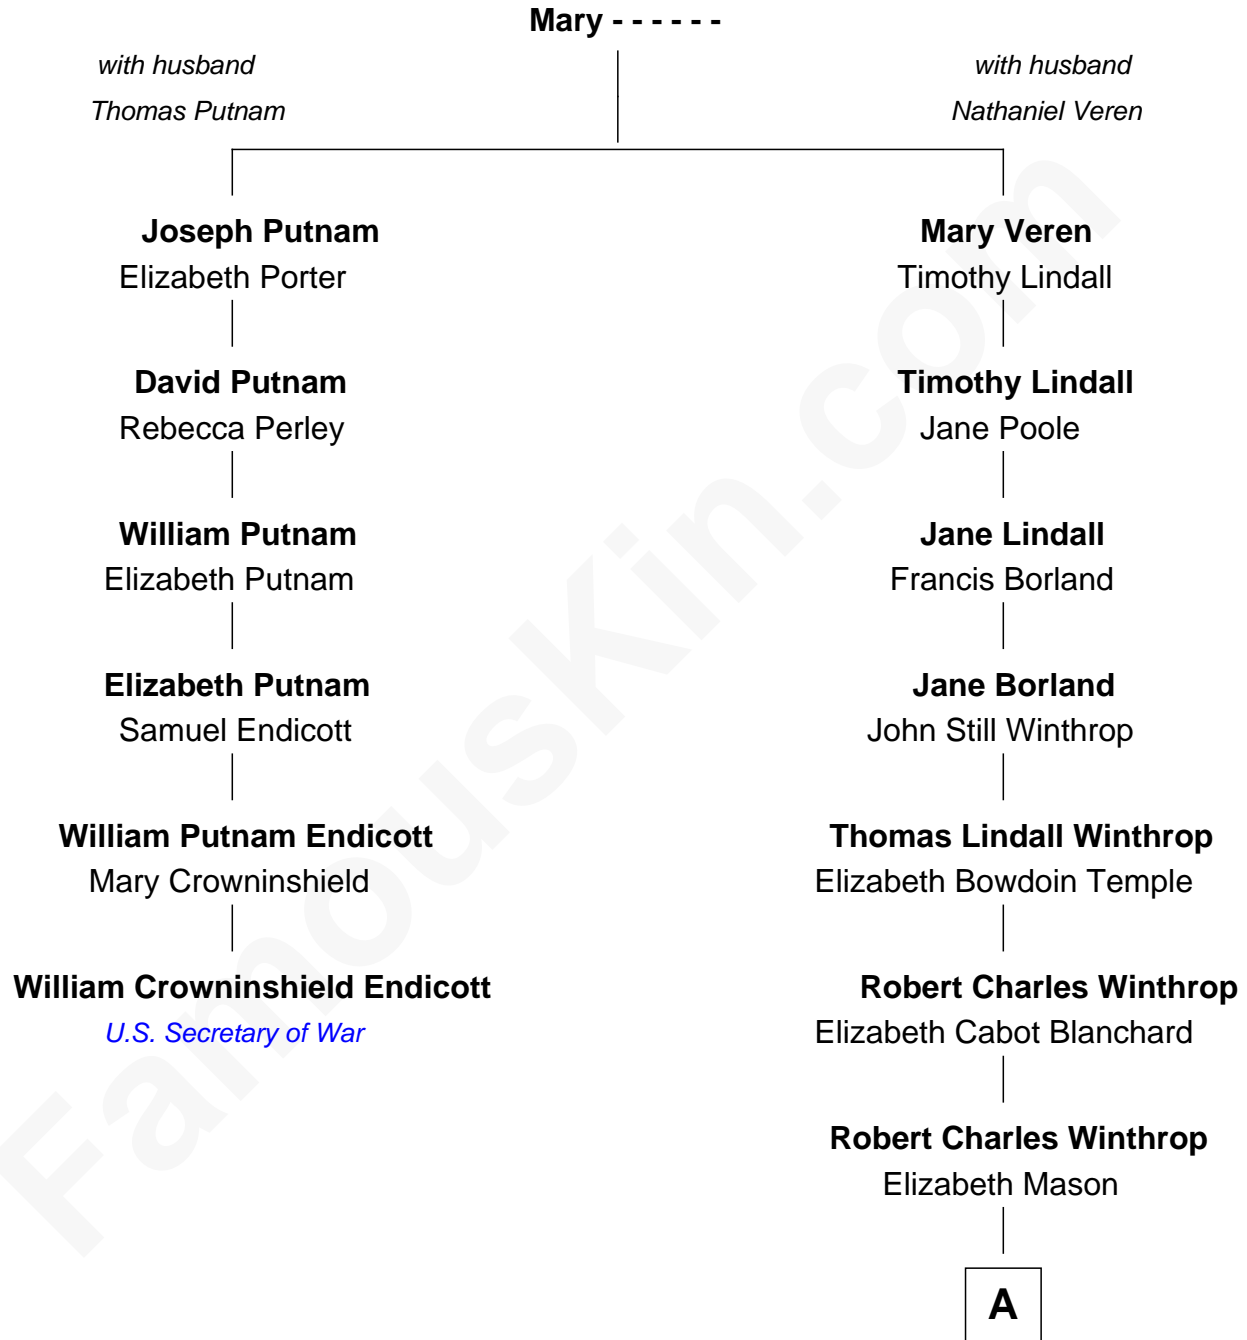 Mary - - - - - -
with husband
Thomas Putnam
with husband
Nathaniel Veren
Joseph Putnam
Elizabeth Porter
Mary Veren
Timothy Lindall
David Putnam
Rebecca Perley
Timothy Lindall
Jane Poole
William Putnam
Elizabeth Putnam
Jane Lindall
Francis Borland
Elizabeth Putnam
Samuel Endicott
Jane Borland
John Still Winthrop
William Putnam Endicott
Mary Crowninshield
Thomas Lindall Winthrop
Elizabeth Bowdoin Temple
William Crowninshield Endicott
U.S. Secretary of War
Robert Charles Winthrop
Elizabeth Cabot Blanchard
Robert Charles Winthrop
Elizabeth Mason
A
FamousKin.com